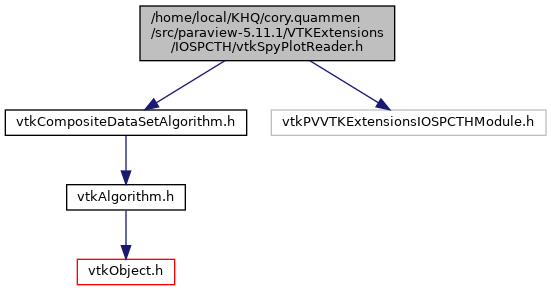 /home/local/KHQ/cory.quammen
/src/paraview-5.11.1/VTKExtensions
/IOSPCTH/vtkSpyPlotReader.h
vtkCompositeDataSetAlgorithm.h
vtkPVVTKExtensionsIOSPCTHModule.h
vtkAlgorithm.h
vtkObject.h